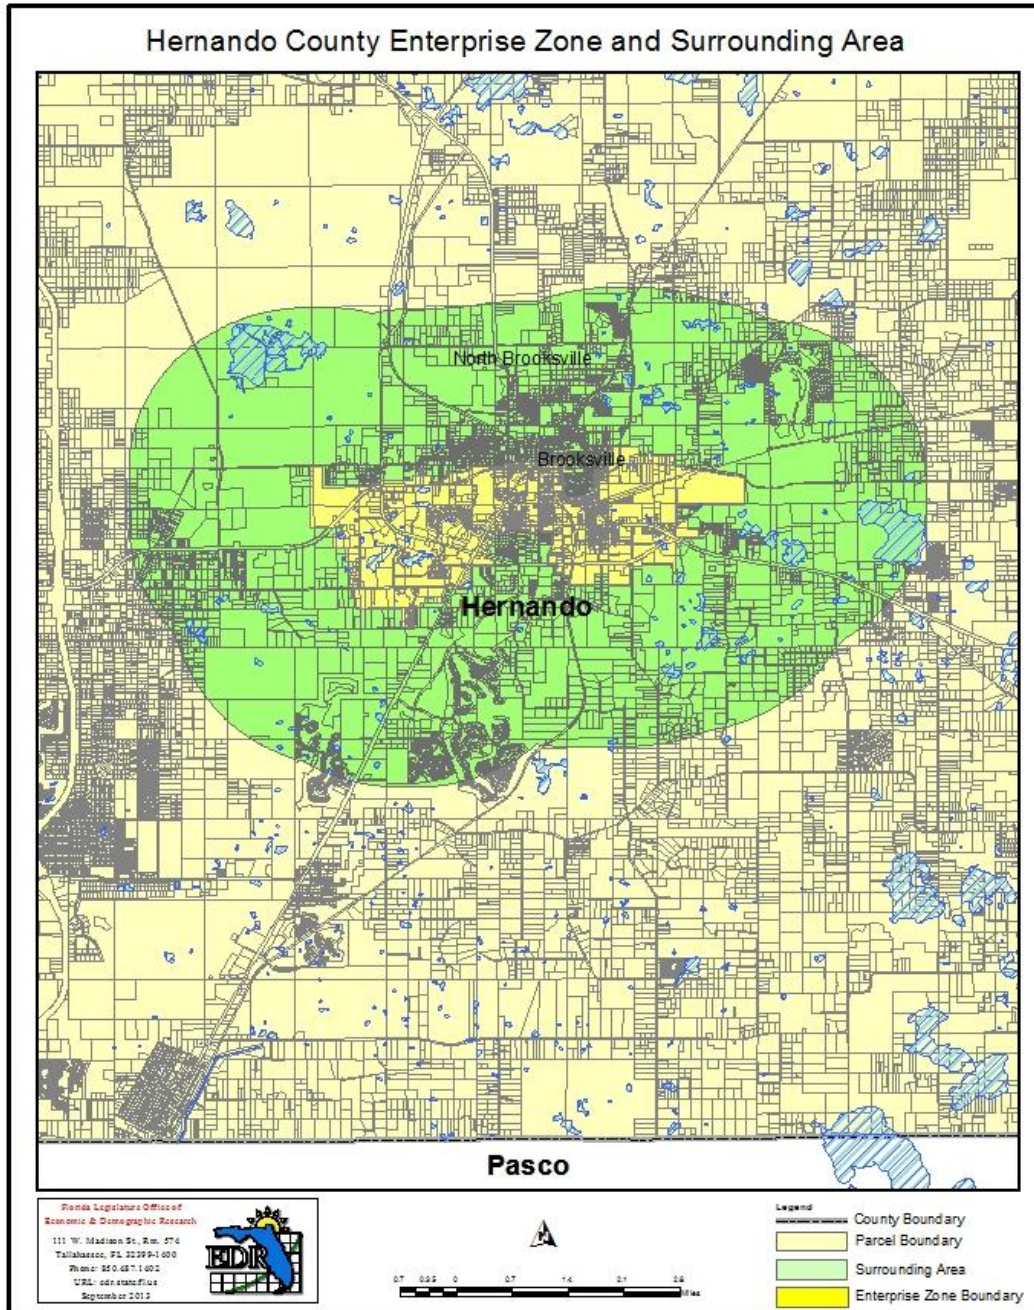 Hernando County Enterprise Zone and Surrounding Area
North Brooksville
Brooksville
Hernando
Pasco
Florida Legislature Office of
Economic & Demographic Research
111 W. Madison St., Rm. 574
Tallahassee, FL 32399-1400
Phone: 850.487.1402
URL: edr.state.fl.us
September 2013
EDR
0.7 0.35 0 0.7 1.4 2.1 2.8
Miles
Legend
County Boundary
Parcel Boundary
Surrounding Area
Enterprise Zone Boundary